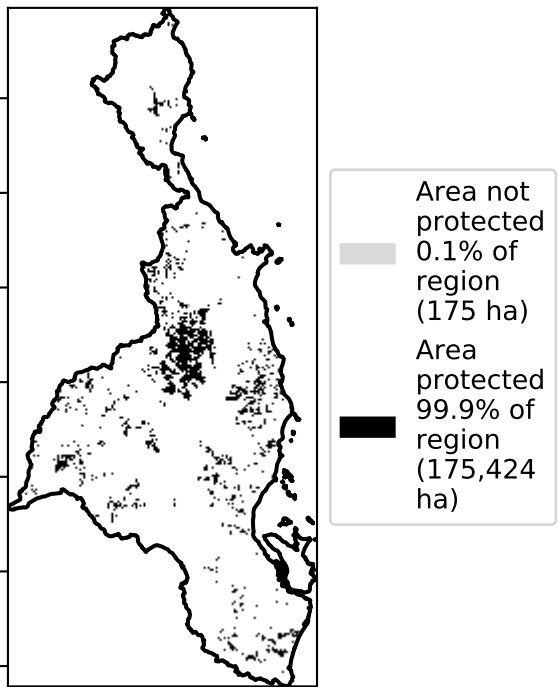 Area not
protected
0.1% of
region
(175 ha)
Area
protected
99.9% of
region
(175,424
ha)